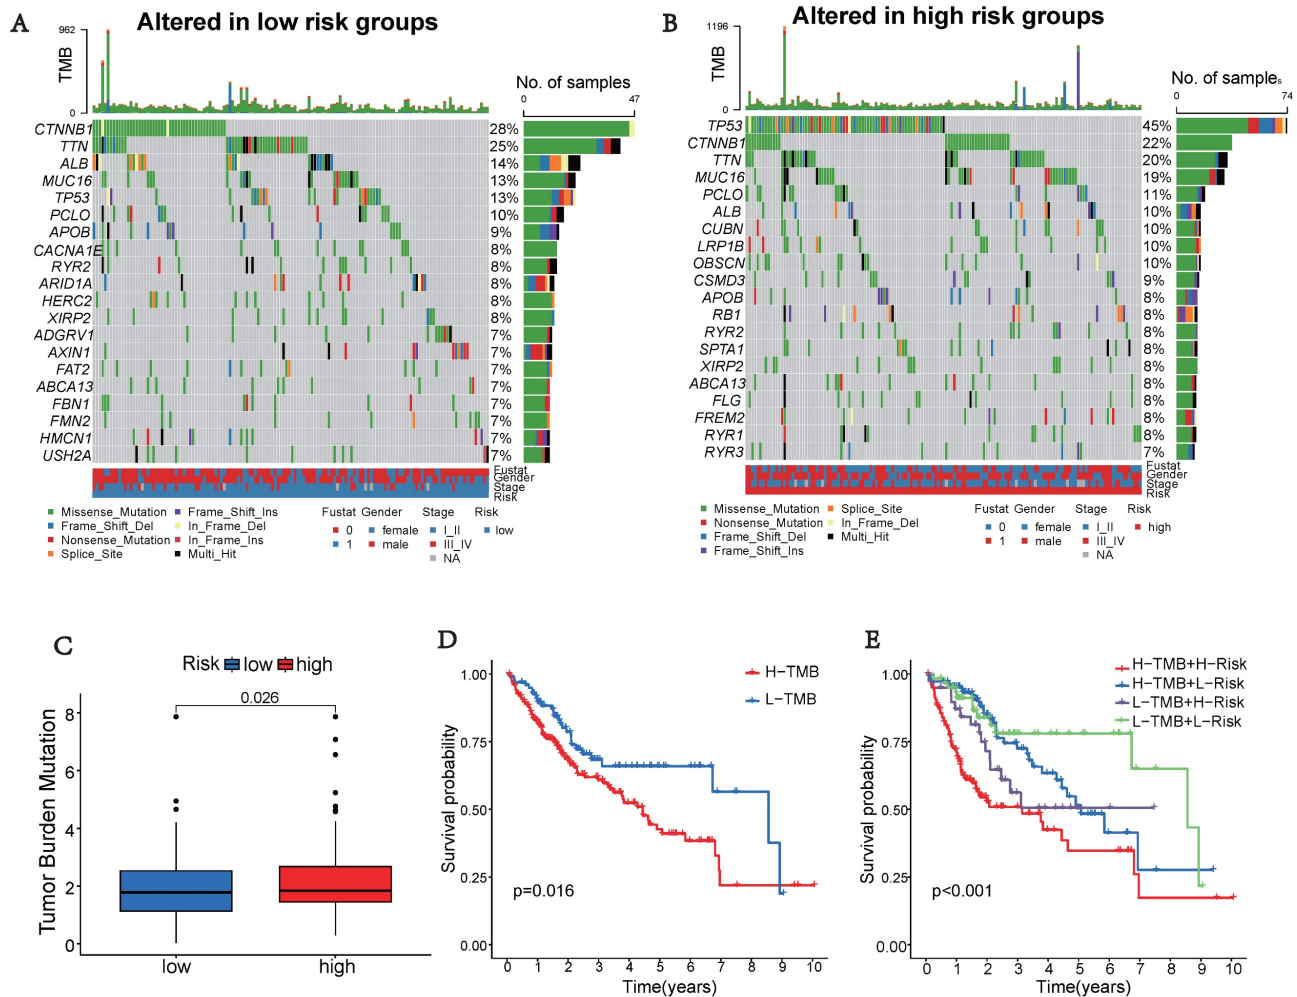 A
Altered in low risk groups
962
TMB
0
No. of samples
0 47
CTNNB1 28%
TTN 25%
ALB 14%
MUC16 13%
TP53 13%
PCLO 10%
APOB 9%
CACNA1E 8%
RYR2 8%
ARID1A 8%
HERC2 8%
XIRP2 8%
ADGRV1 7%
AXIN1 7%
FAT2 7%
ABCA13 7%
FBN1 7%
FMN2 7%
HMCN1 7%
USH2A 7%
Fustat
Gender
Stage
Risk
Missense_Mutation
Frame_Shift_Del
Nonsense_Mutation
Splice_Site
Frame_Shift_Ins
In_Frame_Del
In_Frame_Ins
Multi_Hit
Fustat
0
1
Gender
female
male
Stage
I_II
III_IV
NA
Risk
low
B
Altered in high risk groups
1196
TMB
0
No. of samples
0 74
TP53 45%
CTNNB1 22%
TTN 20%
MUC16 19%
PCLO 11%
ALB 10%
CUBN 10%
LRP1B 10%
OBSCN 10%
CSMD3 9%
APOB 8%
RB1 8%
RYR2 8%
SPTA1 8%
XIRP2 8%
ABCA13 8%
FLG 8%
FREM2 8%
RYR1 8%
RYR3 7%
Fustat
Gender
Stage
Risk
Missense_Mutation
Nonsense_Mutation
Frame_Shift_Del
Frame_Shift_Ins
Splice_Site
In_Frame_Del
Multi_Hit
Fustat
0
1
Gender
female
male
Stage
I_II
III_IV
NA
Risk
high
C
Risk low high
Tumor Burden Mutation
8
6
4
2
0
0.026
low high
D
H-TMB
L-TMB
Survival probability
1.00
0.75
0.50
0.25
0.00
p=0.016
0 1 2 3 4 5 6 7 8 9 10
Time(years)
E
H-TMB+H-Risk
H-TMB+L-Risk
L-TMB+H-Risk
L-TMB+L-Risk
Survival probability
1.00
0.75
0.50
0.25
0.00
p<0.001
0 1 2 3 4 5 6 7 8 9 10
Time(years)